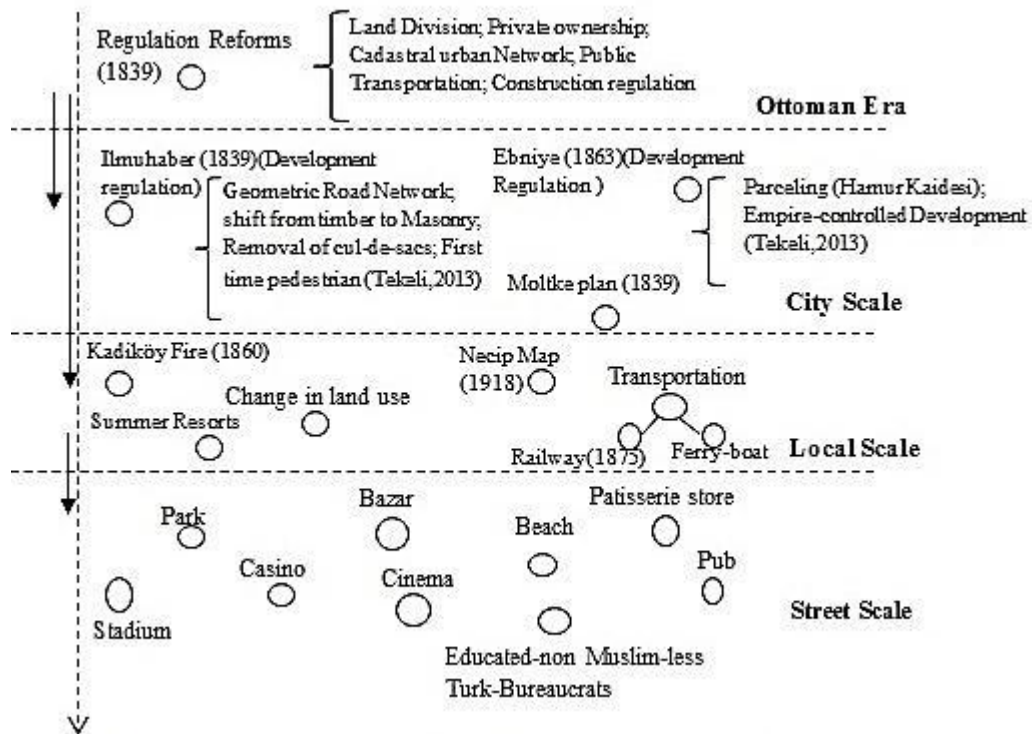 Regulation Reforms
(1839)
Land Division; Private ownership;
Cadastral urban Network; Public
Transportation; Construction regulation
Ottoman Era
Ilmuhaber (1839)(Development
regulation)
Geometric Road Network;
shift from timber to Masonry;
Removal of cul-de-sacs; First
time pedestrian (Tekeli,2013)
Ebniye (1863)(Development
Regulation )
Parceling (Hamur Kaidesi);
Empire-controlled Development
(Tekeli,2013)
Moltke plan (1839)
City Scale
Kadiköy Fire (1860)
Necip Map
(1918)
Transportation
Change in land use
Summer Resorts
Railway(1875)
Ferry-boat
Local Scale
Park
Bazar
Beach
Patisserie store
Casino
Cinema
Pub
Stadium
Street Scale
Educated-non Muslim-less
Turk-Bureaucrats